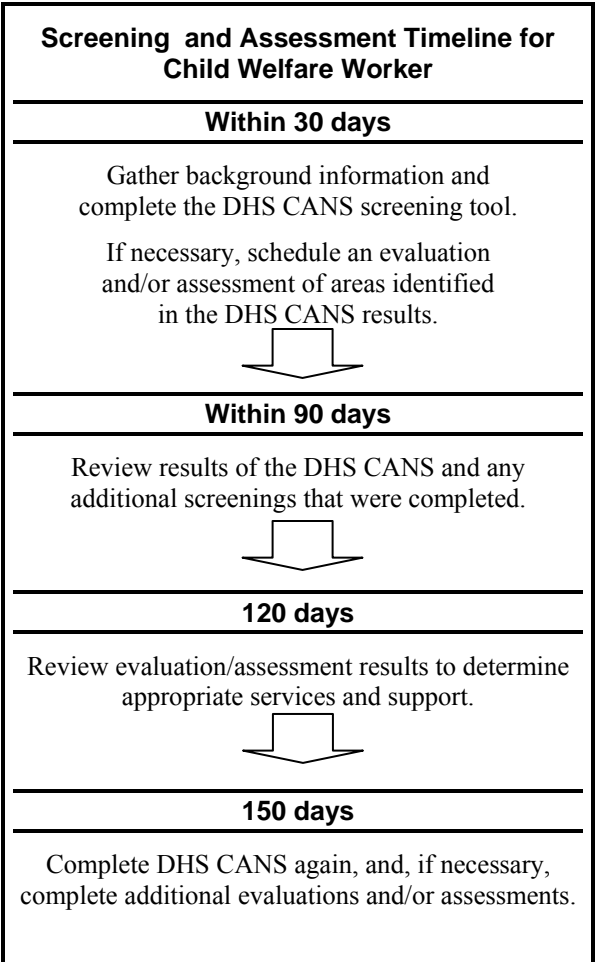 Screening and Assessment Timeline for
Child Welfare Worker
Within 30 days
Gather background information and
complete the DHS CANS screening tool.
If necessary, schedule an evaluation
and/or assessment of areas identified
in the DHS CANS results.
Within 90 days
Review results of the DHS CANS and any
additional screenings that were completed.
120 days
Review evaluation/assessment results to determine
appropriate services and support.
150 days
Complete DHS CANS again, and, if necessary,
complete additional evaluations and/or assessments.